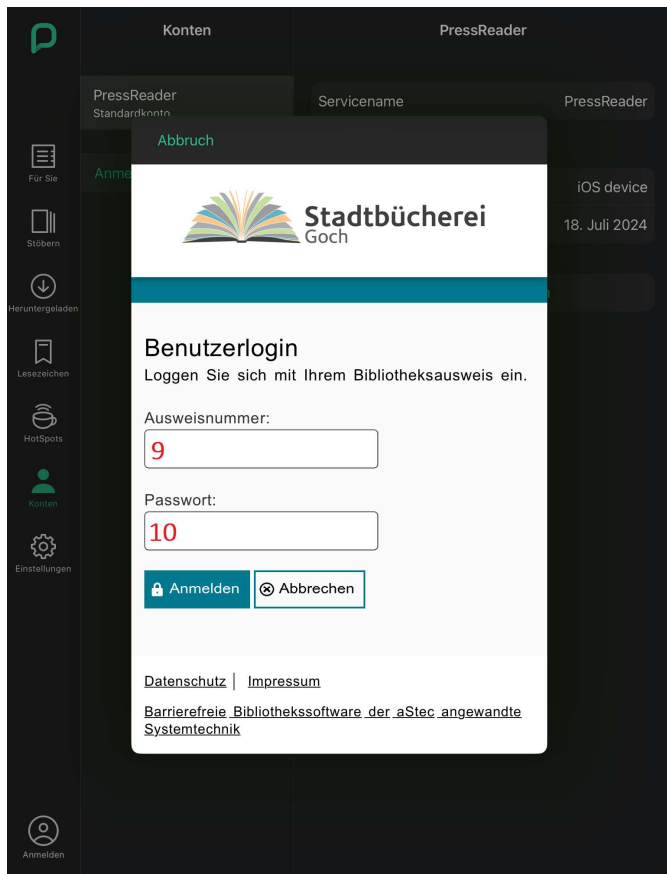 Konten
PressReader
PressReader
Standardkonto
Servicename
PressReader
Abbruch
Anme
iOS device
18. Juli 2024
Stadtbücherei
Goch
Für Sie
Stöbern
Heruntergeladen
Lesezeichen
HotSpots
Konten
Einstellungen
Benutzerlogin
Loggen Sie sich mit Ihrem Bibliotheksausweis ein.
Ausweisnummer:
9
Passwort:
10
Anmelden
Abbrechen
Datenschutz | Impressum
Barrierefreie Bibliothekssoftware der aStec angewandte
Systemtechnik
Anmelden